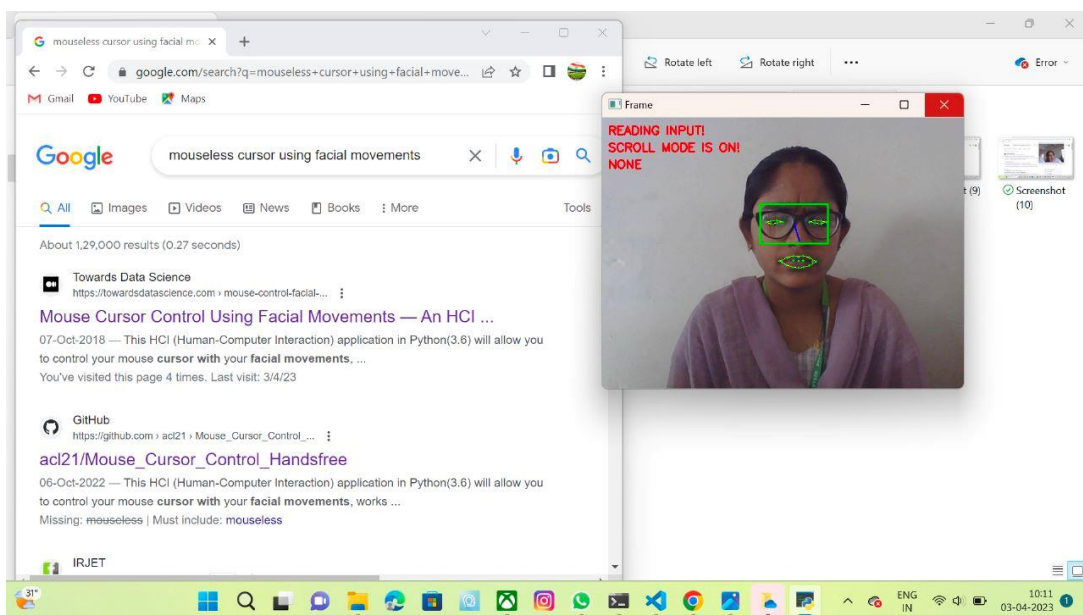 mouseless cursor using facial mo
google.com/search?q=mouseless+cursor+using+facial+move...
Gmail
YouTube
Maps
Google
mouseless cursor using facial movements
All
Images
Videos
News
Books
More
Tools
About 1,29,000 results (0.27 seconds)
Towards Data Science
https://towardsdatascience.com › mouse-control-facial-...
Mouse Cursor Control Using Facial Movements — An HCI ...
07-Oct-2018 — This HCI (Human-Computer Interaction) application in Python(3.6) will allow you
to control your mouse cursor with your facial movements, ...
You've visited this page 4 times. Last visit: 3/4/23
GitHub
https://github.com › acl21 › Mouse_Cursor_Control_...
acl21/Mouse_Cursor_Control_Handsfree
06-Oct-2022 — This HCI (Human-Computer Interaction) application in Python(3.6) will allow you
to control your mouse cursor with your facial movements, works ...
Missing: mouseless | Must include: mouseless
IRJET
Rotate left
Rotate right
Error
Frame
READING INPUT!
SCROLL MODE IS ON!
NONE
t (9)
Screenshot
(10)
31°
ENG
IN
10:11
03-04-2023
1